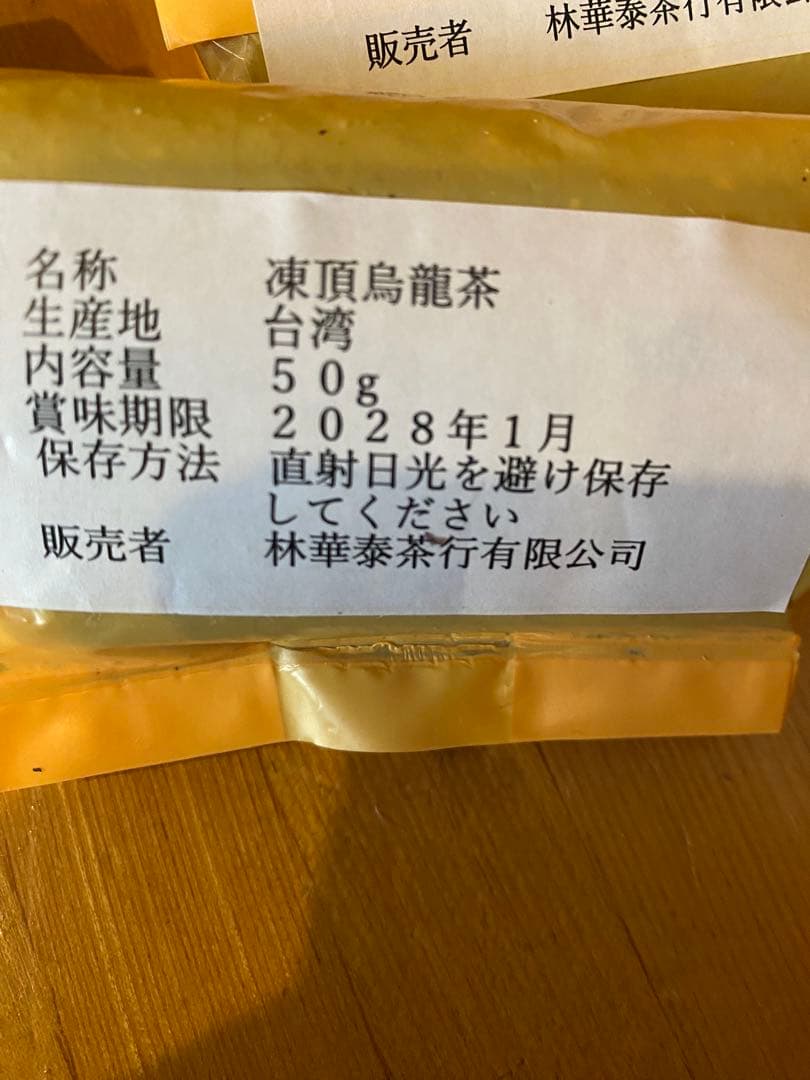 販売者 林華泰茶行有限公
名称 凍頂烏龍茶
生産地 台湾
内容量 50g
賞味期限 2028年1月
保存方法 直射日光を避け保存
してください
販売者 林華泰茶行有限公司